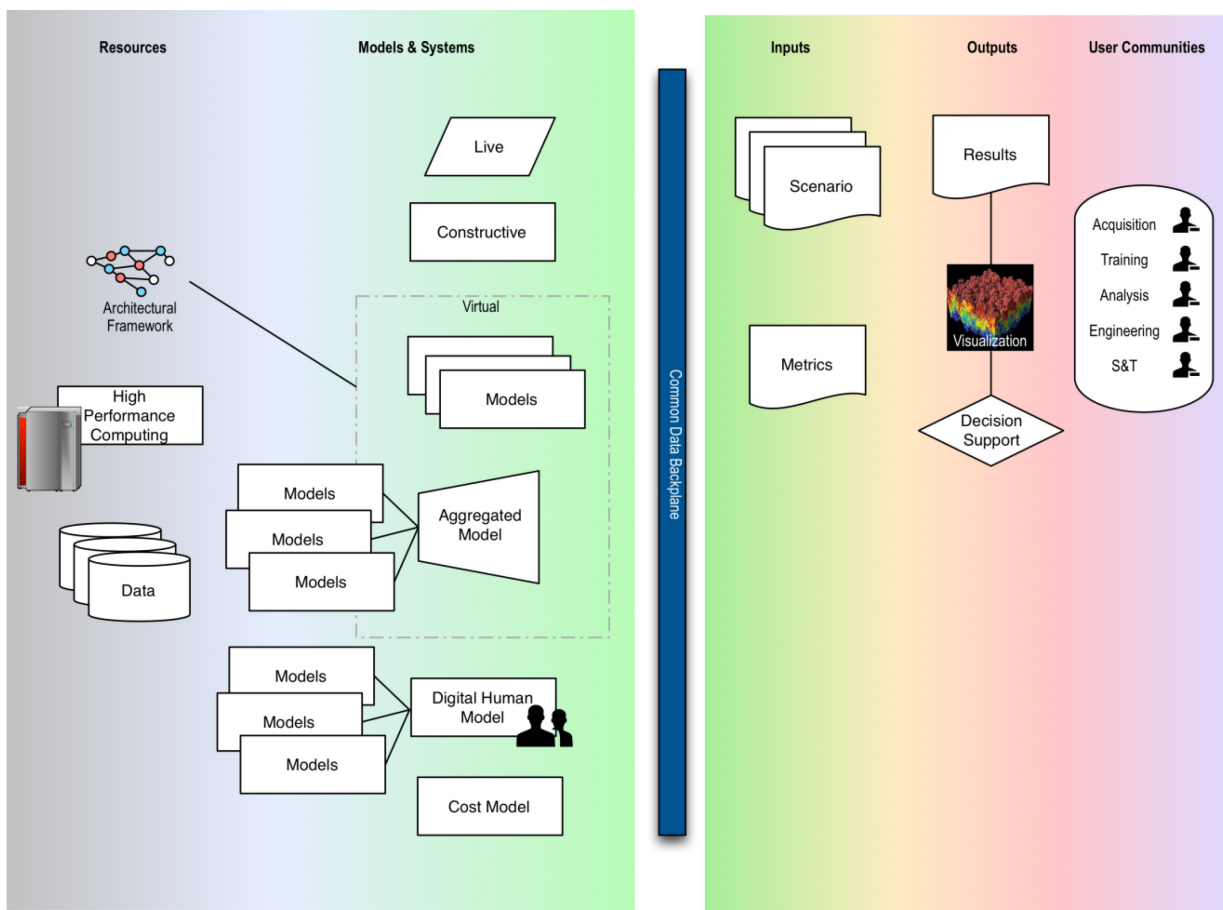 Resources
Models & Systems
Live
Constructive
Architectural
Framework
Virtual
Models
High
Performance
Computing
Models
Models
Models
Aggregated
Model
Data
Models
Models
Models
Digital Human
Model
Cost Model
Common Data Backplane
Inputs
Outputs
User Communities
Scenario
Results
Metrics
Visualization
Decision
Support
Acquisition
Training
Analysis
Engineering
S&T